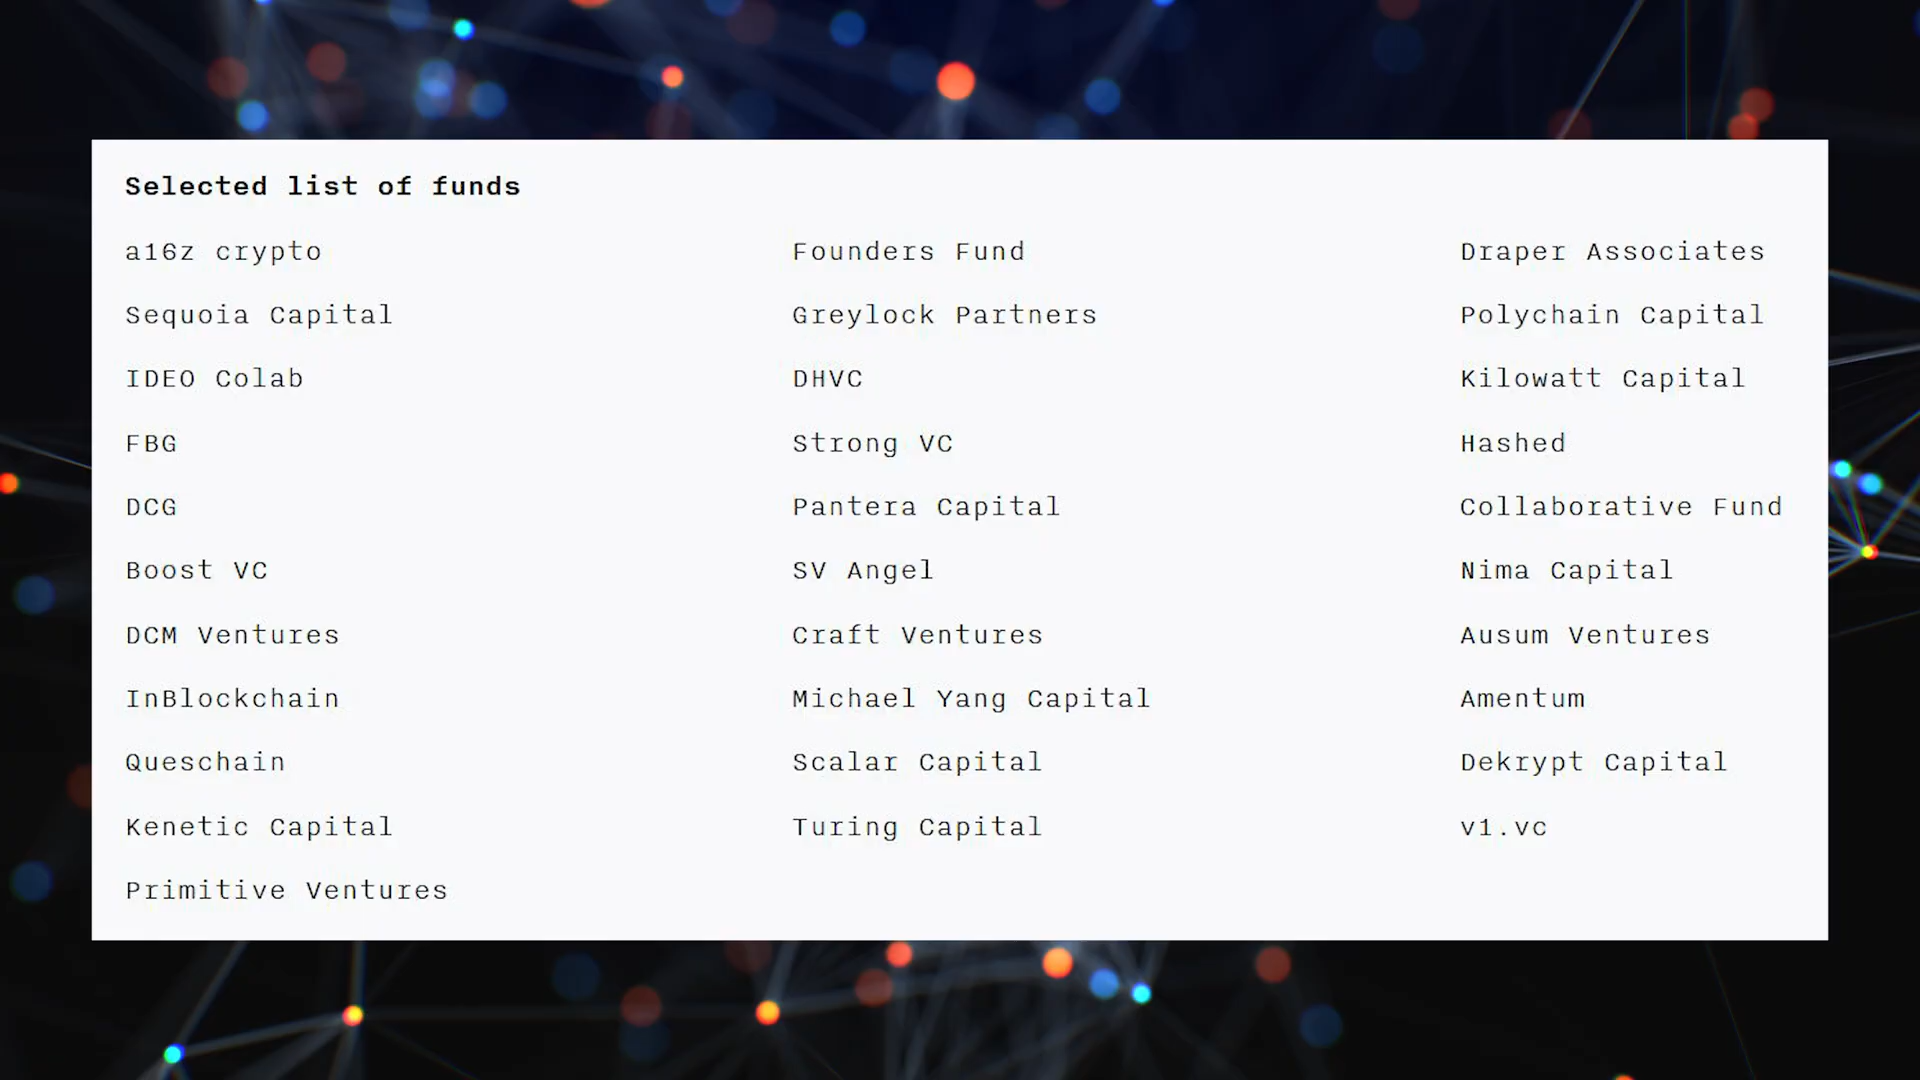 Selected list of funds
a16z crypto
Founders Fund
Draper Associates
Sequoia Capital
Greylock Partners
Polychain Capital
IDEO Colab
DHVC
Kilowatt Capital
FBG
Strong VC
Hashed
DCG
Pantera Capital
Collaborative Fund
Boost VC
SV Angel
Nima Capital
DCM Ventures
Craft Ventures
Ausum Ventures
InBlockchain
Michael Yang Capital
Amentum
Queschain
Scalar Capital
Dekrypt Capital
Kenetic Capital
Turing Capital
v1.vc
Primitive Ventures